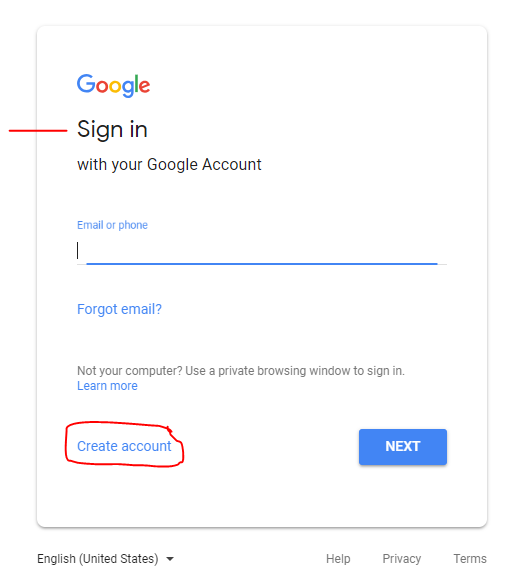 Google
Sign in
with your Google Account
Email or phone
Forgot email?
Not your computer? Use a private browsing window to sign in.
Learn more
Create account
NEXT
English (United States)
Help
Privacy
Terms